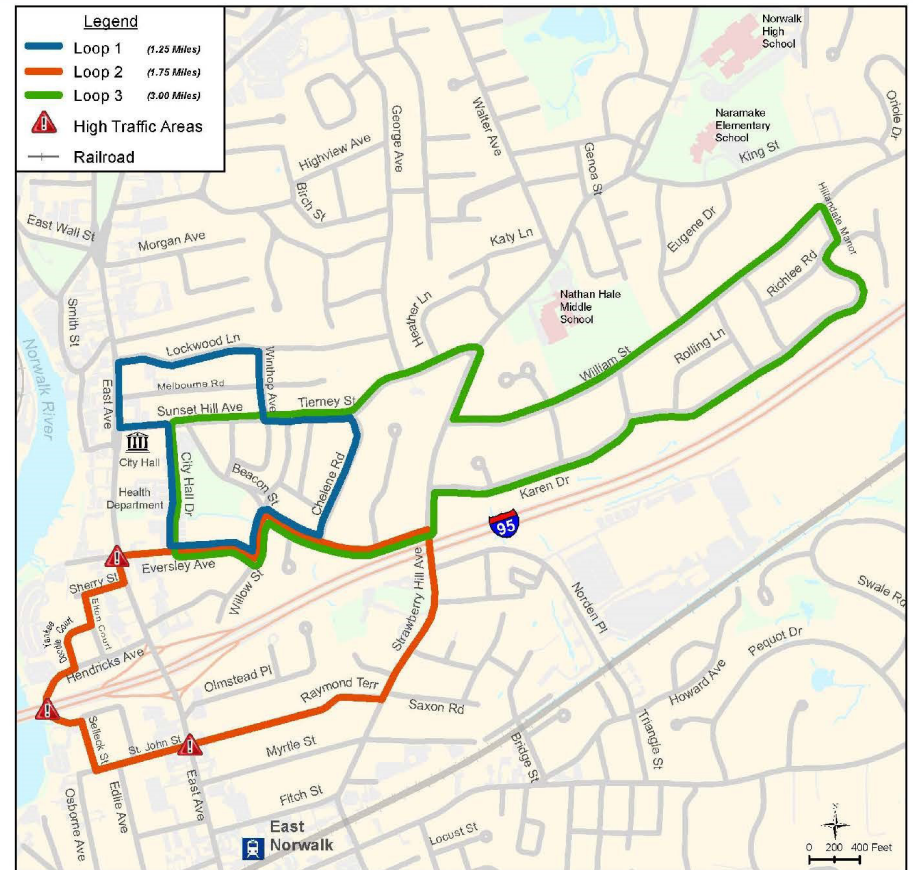 Legend
Loop 1 (1.25 Miles)
Loop 2 (1.75 Miles)
Loop 3 (3.00 Miles)
High Traffic Areas
Railroad
Norwalk
High
School
Naramake
Elementary
School
King St
Oriole Dr
George Ave
Walter Ave
Highview Ave
Birch St
Genoa St
Hillandale Manor
East Wall St
Morgan Ave
Katy Ln
Eugene Dr
Smith St
Richlee Rd
Heather Ln
Nathan Hale
Middle
School
Norwalk River
Lockwood Ln
Winthop Ave
Melbourne Rd
Rolling Ln
William St
East Ave
Sunset Hill Ave
Tierney St
City Hall
City Hall Dr
Beacon St
Chelene Rd
Health
Department
Karen Dr
95
Eversley Ave
Willow St
Sherry St
Elton Court
Yankee
Doodle Court
Strawberry Hill Ave
Norden Pl
Swale Rd
Hendricks Ave
Pequot Dr
Olmstead Pl
Howard Ave
Raymond Terr
Saxon Rd
Selleck St
St. John St
Triangle St
Myrtle St
Bridge St
Osborne Ave
Edlie Ave
East Ave
Fitch St
East
Norwalk
Locust St
0 200 400 Feet